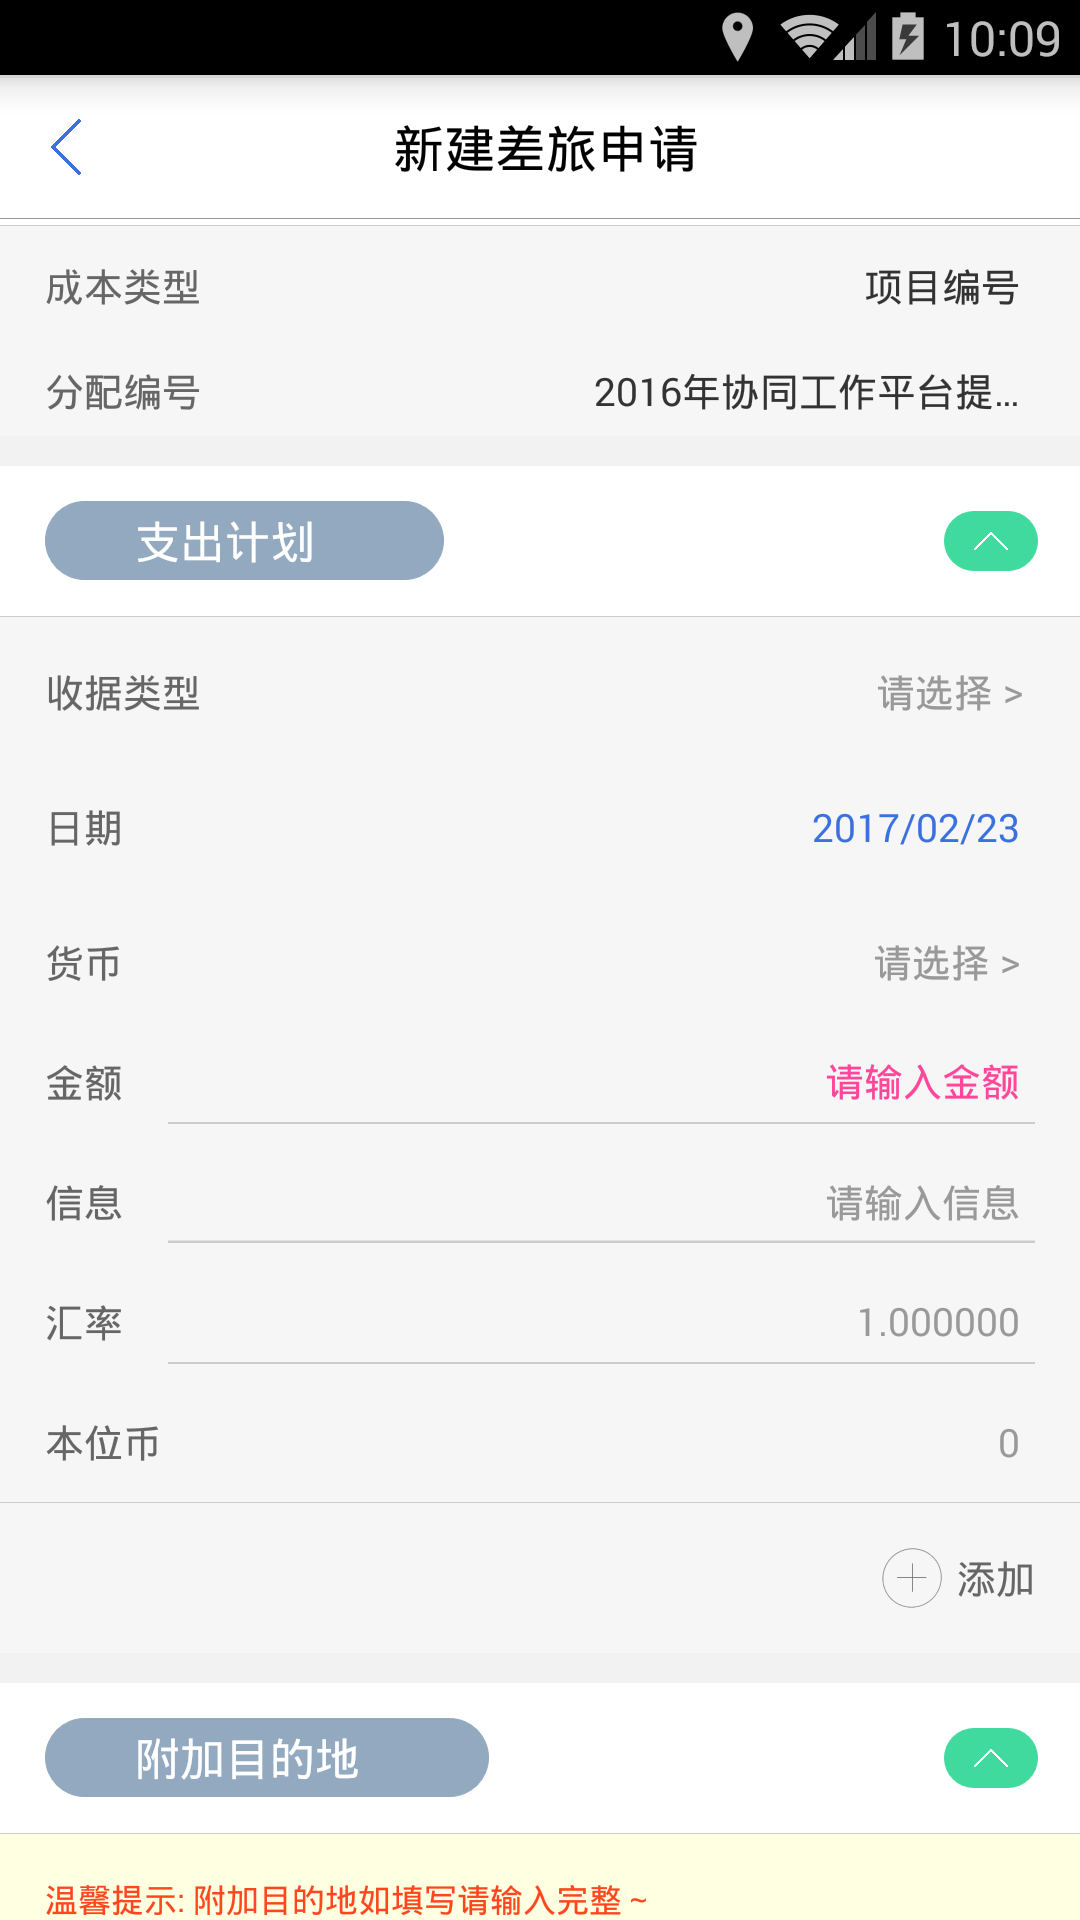 10:09
新建差旅申请
成本类型 项目编号
分配编号 2016年协同工作平台提...
支出计划
收据类型 请选择 >
日期 2017/02/23
货币 请选择 >
金额 请输入金额
信息 请输入信息
汇率 1.000000
本位币 0
添加
附加目的地
温馨提示: 附加目的地如填写请输入完整 ~